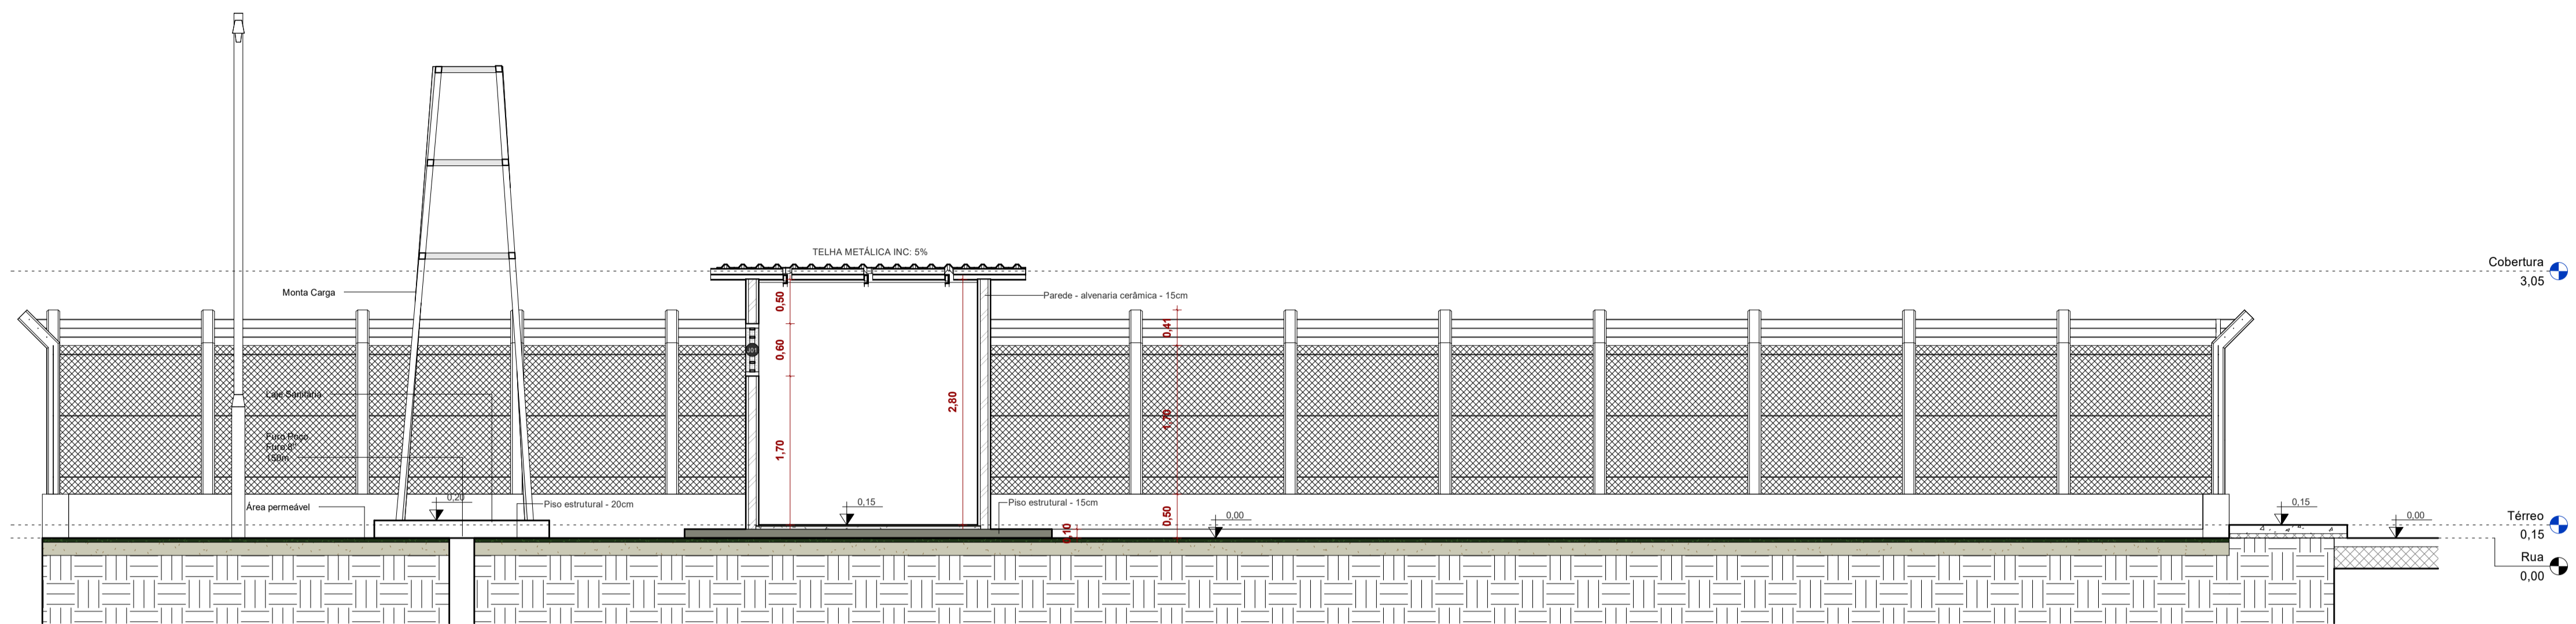 TELHA METÁLICA INC: 5%
Cobertura
3,05
Monta Carga
Parede - alvenaria cerâmica - 15cm
0,50
0,41
0,60
2,80
Laje Sanitária
1,70
1,70
Furo Poço
Furo 8"
150m
0,20
Piso estrutural - 20cm
Área permeável
0,15
Piso estrutural - 15cm
0,50
0,10
0,00
0,15
0,00
Térreo
0,15
Rua
0,00